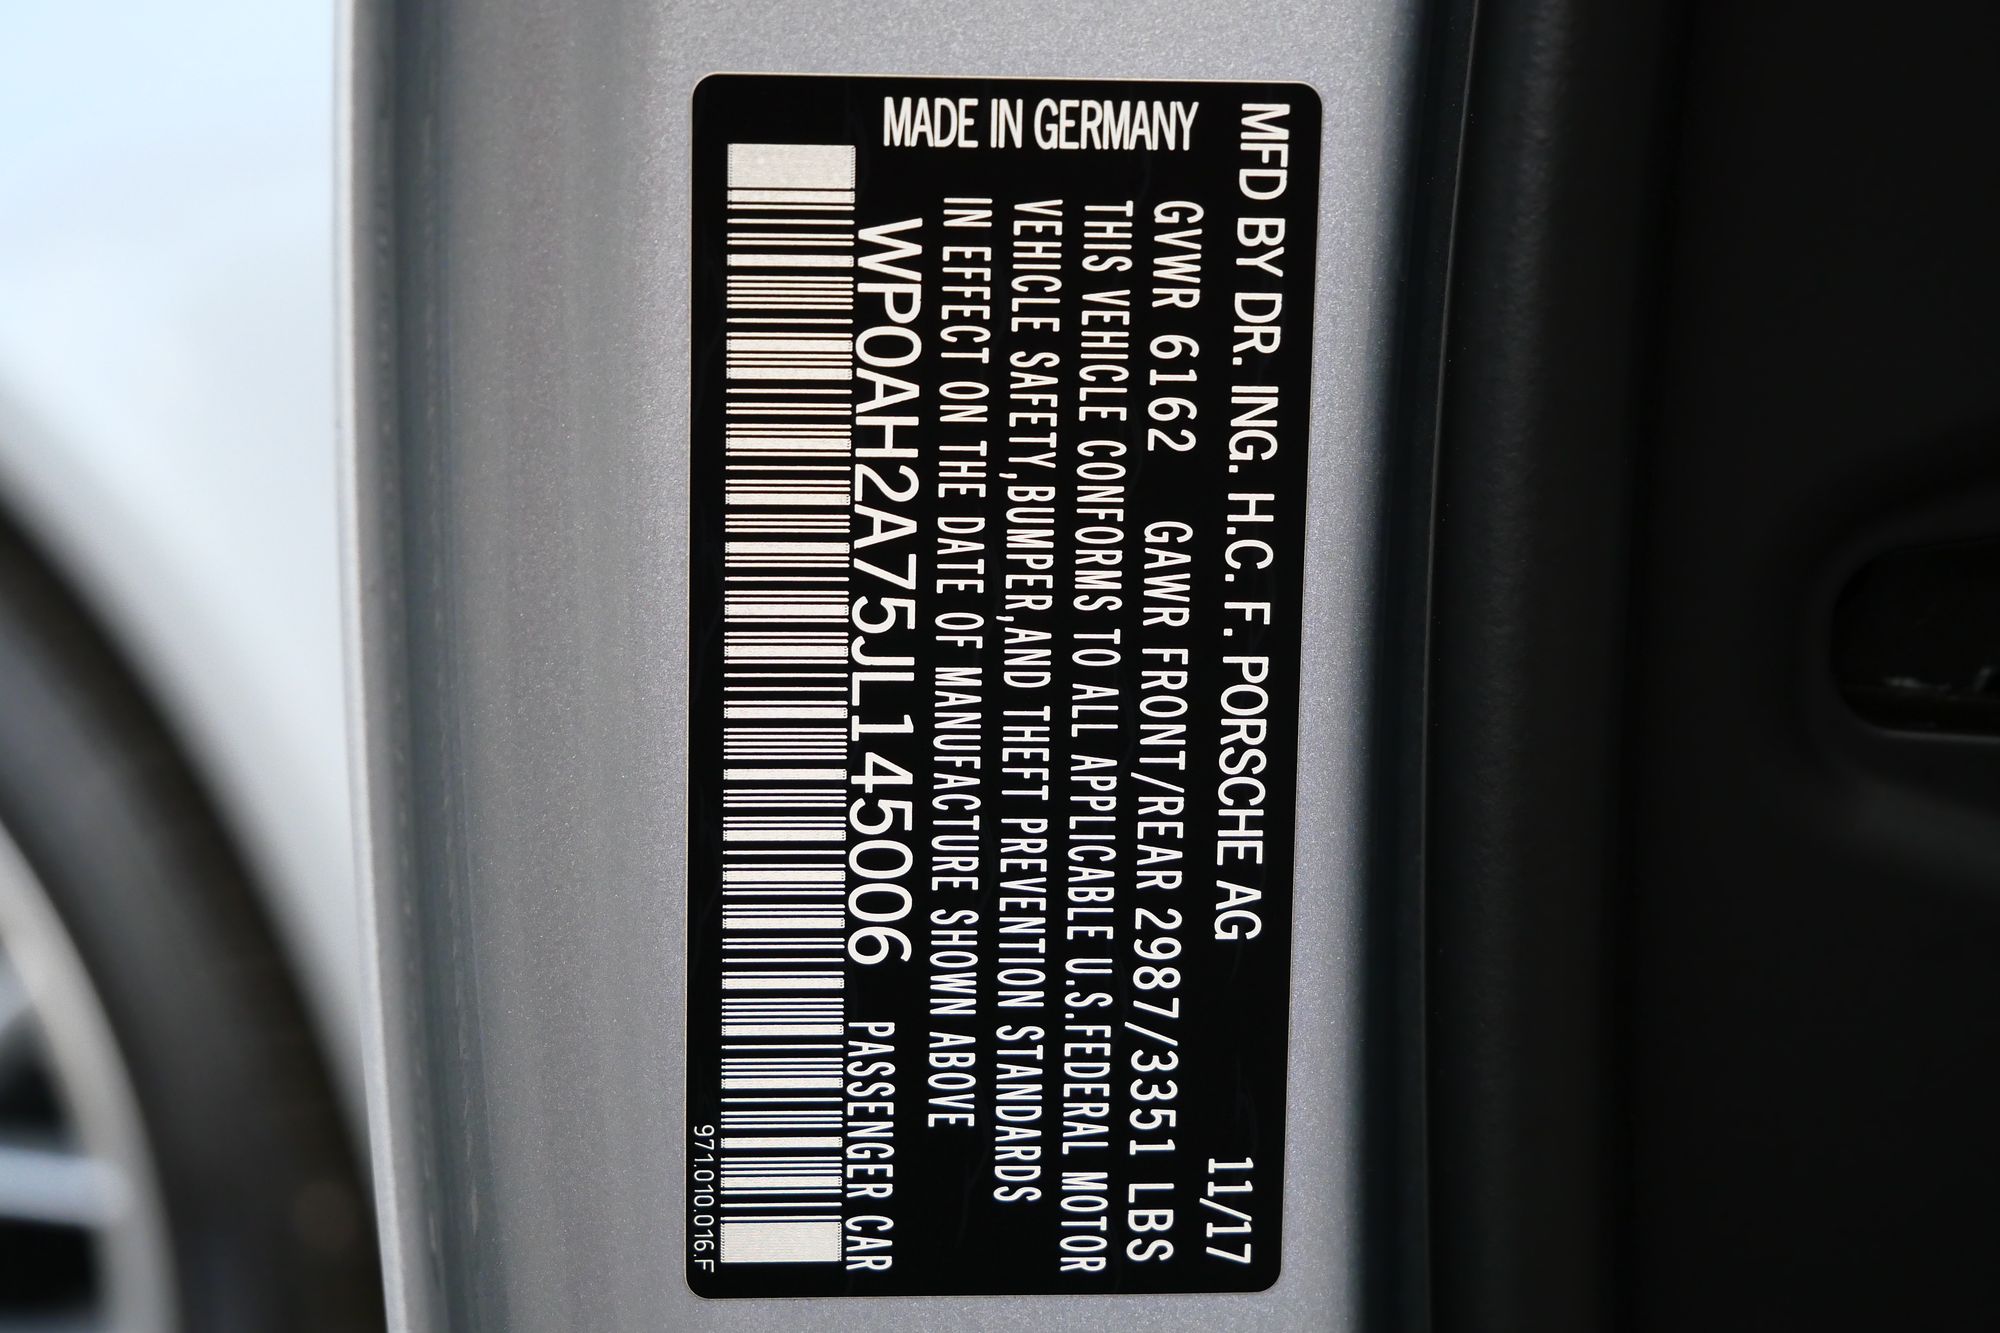 MFD BY DR. ING. H.C. F. PORSCHE AG 11/17
GVWR 6162 GAWR FRONT/REAR 2987/3351 LBS
THIS VEHICLE CONFORMS TO ALL APPLICABLE U.S.FEDERAL MOTOR
VEHICLE SAFETY,BUMPER,AND THEFT PREVENTION STANDARDS
IN EFFECT ON THE DATE OF MANUFACTURE SHOWN ABOVE
WP0AH2A75JL145006 PASSENGER CAR
MADE IN GERMANY
971.010.016.F